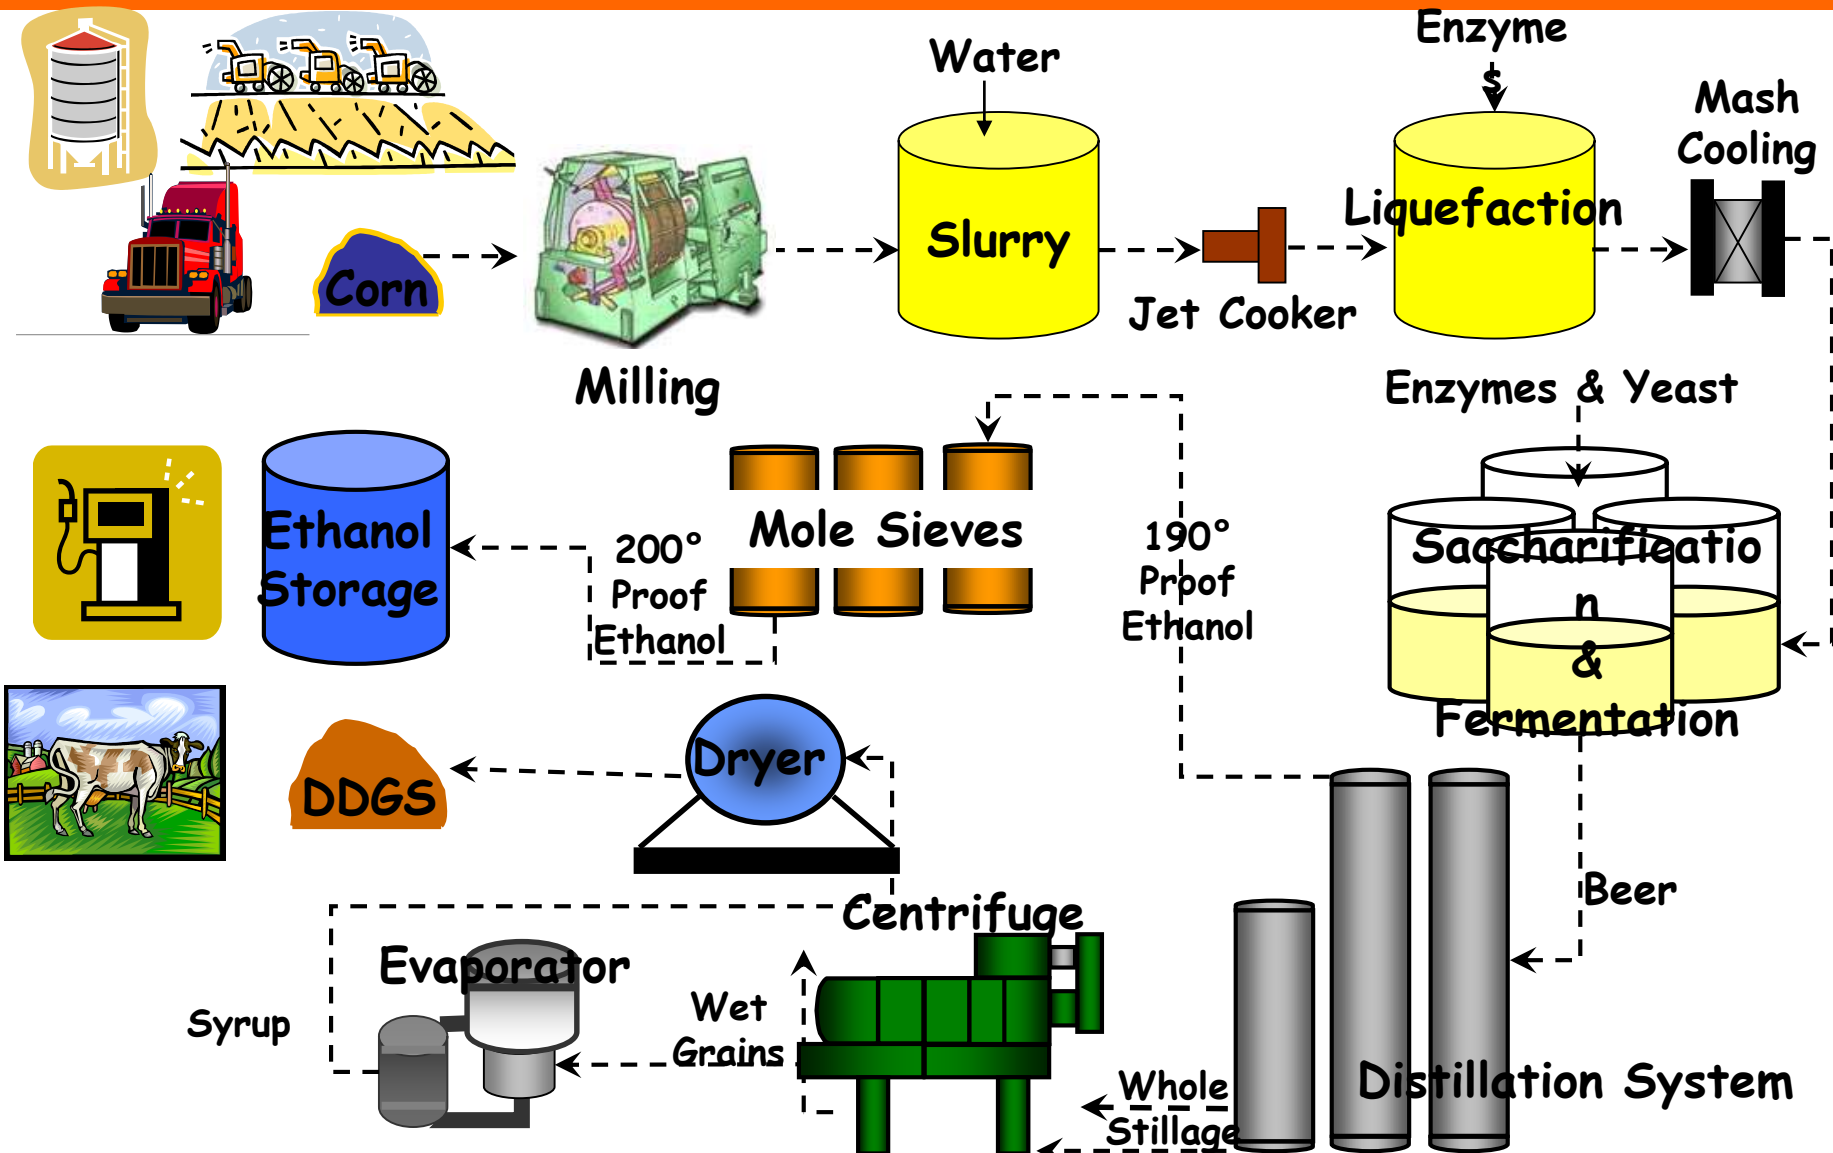 Water
Enzyme
s
Mash
Cooling
Corn
Milling
Slurry
Jet Cooker
Liquefaction
Enzymes & Yeast
Saccharificatio
n
&
Fermentation
Ethanol
Storage
200°
Proof
Ethanol
Mole Sieves
190°
Proof
Ethanol
DDGS
Dryer
Beer
Centrifuge
Evaporator
Syrup
Wet
Grains
Whole
Stillage
Distillation System